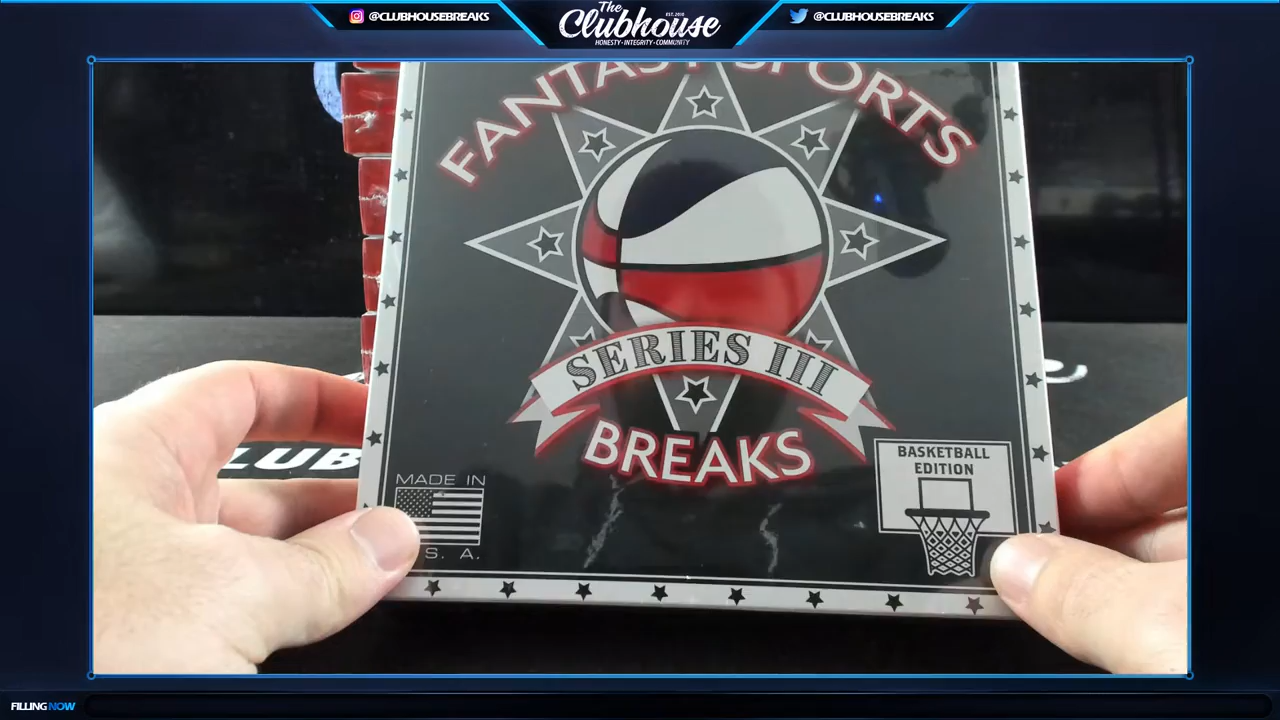 @CLUBHOUSEBREAKS
The
Clubhouse
EST. 2018
HONESTY • INTEGRITY • COMMUNITY
@CLUBHOUSEBREAKS
FANTASY SPORTS
SERIES III
BREAKS
BASKETBALL
EDITION
MADE IN
S. A.
LUB
FILLING NOW